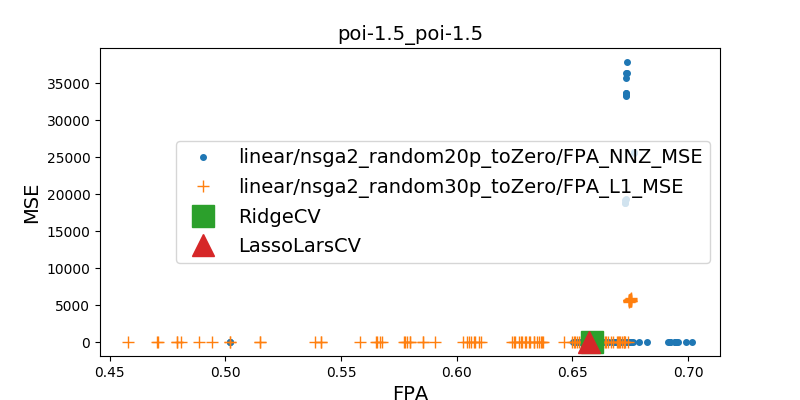 poi-1.5_poi-1.5
MSE
35000
30000
25000
20000
15000
10000
5000
0
linear/nsga2_random20p_toZero/FPA_NNZ_MSE
linear/nsga2_random30p_toZero/FPA_L1_MSE
RidgeCV
LassoLarsCV
0.45 0.50 0.55 0.60 0.65 0.70
FPA